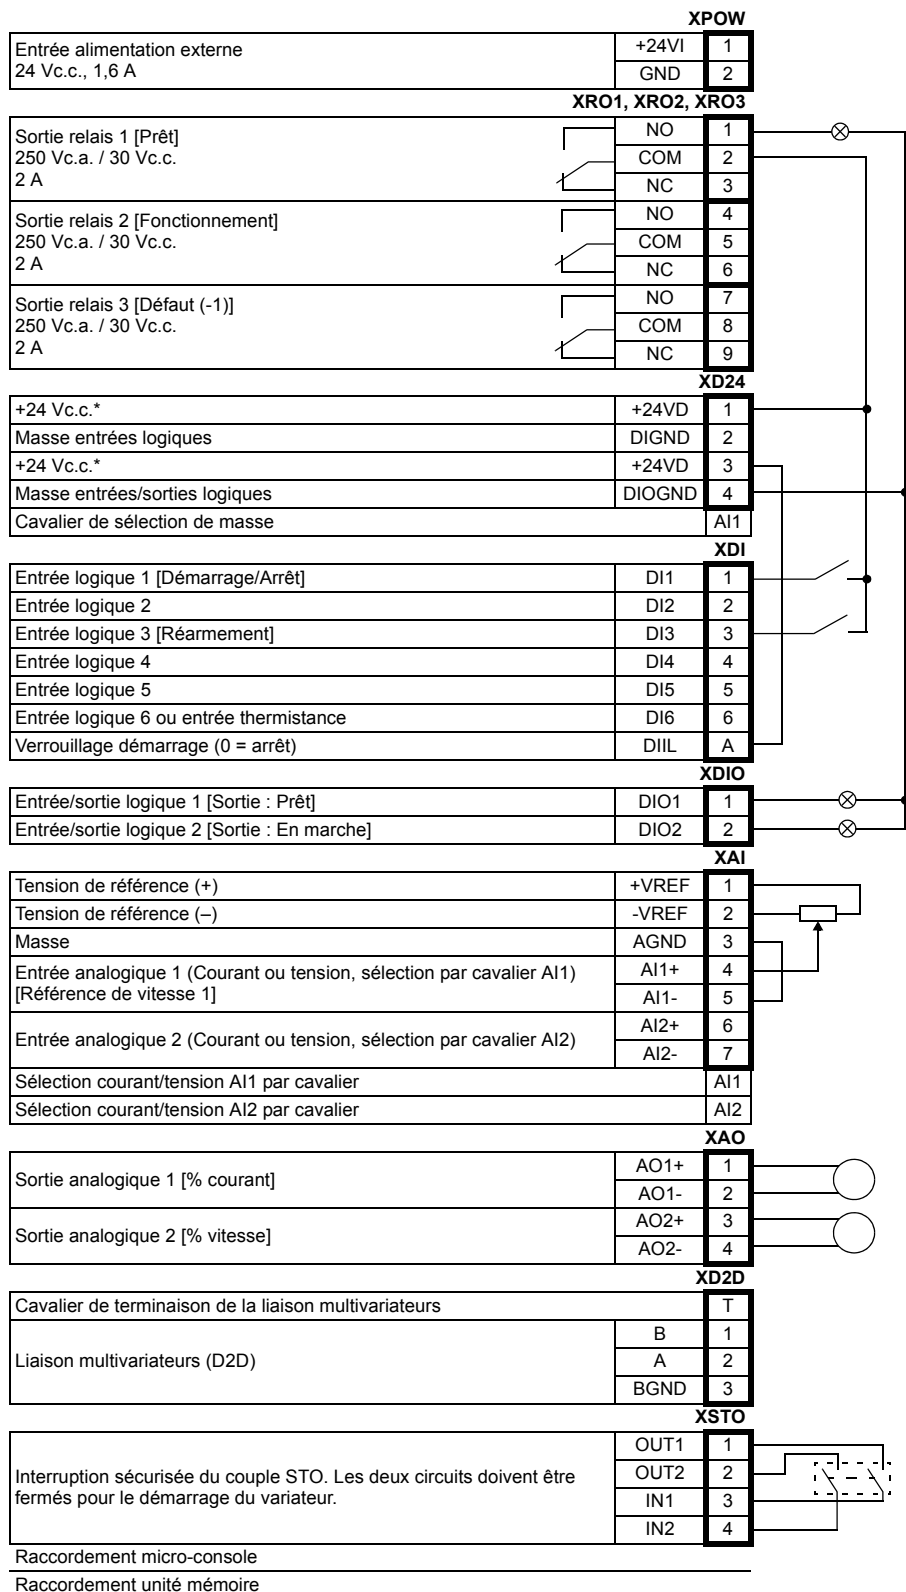 XPOW
Entrée alimentation externe
24 Vc.c., 1,6 A
+24VI 1
GND 2
XRO1, XRO2, XRO3
Sortie relais 1 [Prêt]
250 Vc.a. / 30 Vc.c.
2 A
NO 1
COM 2
NC 3
Sortie relais 2 [Fonctionnement]
250 Vc.a. / 30 Vc.c.
2 A
NO 4
COM 5
NC 6
Sortie relais 3 [Défaut (-1)]
250 Vc.a. / 30 Vc.c.
2 A
NO 7
COM 8
NC 9
XD24
+24 Vc.c.* +24VD 1
Masse entrées logiques DIGND 2
+24 Vc.c.* +24VD 3
Masse entrées/sorties logiques DIOGND 4
Cavalier de sélection de masse AI1
XDI
Entrée logique 1 [Démarrage/Arrêt] DI1 1
Entrée logique 2 DI2 2
Entrée logique 3 [Réarmement] DI3 3
Entrée logique 4 DI4 4
Entrée logique 5 DI5 5
Entrée logique 6 ou entrée thermistance DI6 6
Verrouillage démarrage (0 = arrêt) DIIL A
XDIO
Entrée/sortie logique 1 [Sortie : Prêt] DIO1 1
Entrée/sortie logique 2 [Sortie : En marche] DIO2 2
XAI
Tension de référence (+) +VREF 1
Tension de référence (–) -VREF 2
Masse AGND 3
Entrée analogique 1 (Courant ou tension, sélection par cavalier AI1)
[Référence de vitesse 1]
AI1+ 4
AI1- 5
Entrée analogique 2 (Courant ou tension, sélection par cavalier AI2)
AI2+ 6
AI2- 7
Sélection courant/tension AI1 par cavalier AI1
Sélection courant/tension AI2 par cavalier AI2
XAO
Sortie analogique 1 [% courant]
AO1+ 1
AO1- 2
Sortie analogique 2 [% vitesse]
AO2+ 3
AO2- 4
XD2D
Cavalier de terminaison de la liaison multivariateurs T
Liaison multivariateurs (D2D)
B 1
A 2
BGND 3
XSTO
Interruption sécurisée du couple STO. Les deux circuits doivent être
fermés pour le démarrage du variateur.
OUT1 1
OUT2 2
IN1 3
IN2 4
Raccordement micro-console
Raccordement unité mémoire